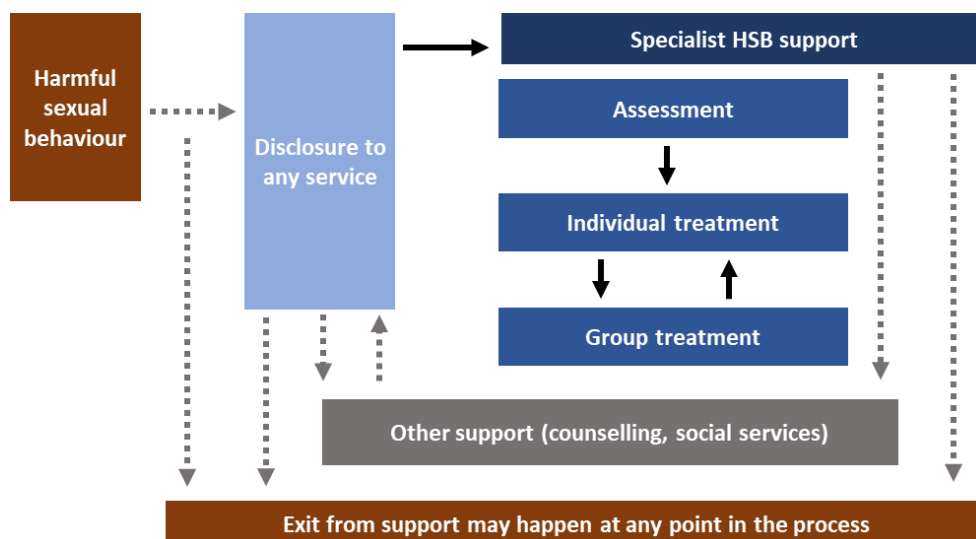 Harmful
sexual
behaviour
Disclosure to
any service
Specialist HSB support
Assessment
Individual treatment
Group treatment
Other support (counselling, social services)
Exit from support may happen at any point in the process